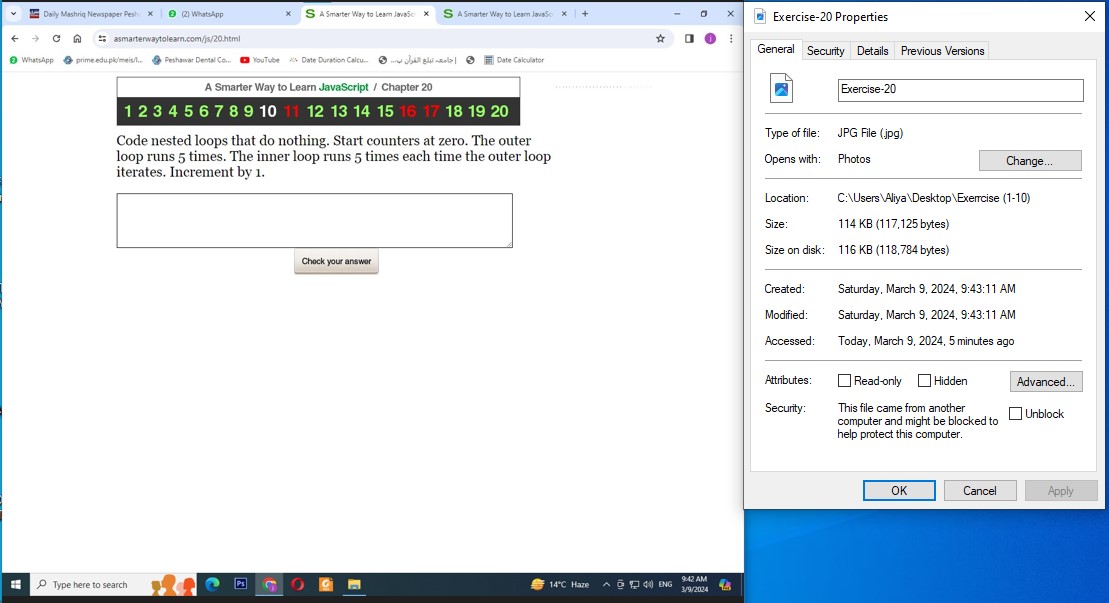 Daily Mashriq Newspaper Pesh
(2) WhatsApp
A Smarter Way to Learn JavaSc
A Smarter Way to Learn JavaSc
asmarterwaytolearn.com/js/20.html
WhatsApp
prime.edu.pk/meis/l...
Peshawar Dental Co...
YouTube
Date Duration Calcu...
جامعہ تبلغ القرآن پ...
Date Calculator
A Smarter Way to Learn JavaScript / Chapter 20
1 2 3 4 5 6 7 8 9 10 11 12 13 14 15 16 17 18 19 20
Code nested loops that do nothing. Start counters at zero. The outer
loop runs 5 times. The inner loop runs 5 times each time the outer loop
iterates. Increment by 1.
Check your answer
Type here to search
Ps
14°C Haze
ENG
9:42 AM
3/9/2024
Exercise-20 Properties
General
Security
Details
Previous Versions
Exercise-20
Type of file: JPG File (.jpg)
Opens with: Photos
Change...
Location: C:\Users\Aliya\Desktop\Exerrcise (1-10)
Size: 114 KB (117,125 bytes)
Size on disk: 116 KB (118,784 bytes)
Created: Saturday, March 9, 2024, 9:43:11 AM
Modified: Saturday, March 9, 2024, 9:43:11 AM
Accessed: Today, March 9, 2024, 5 minutes ago
Attributes: Read-only Hidden Advanced...
Security: This file came from another
computer and might be blocked to
help protect this computer.
Unblock
OK
Cancel
Apply